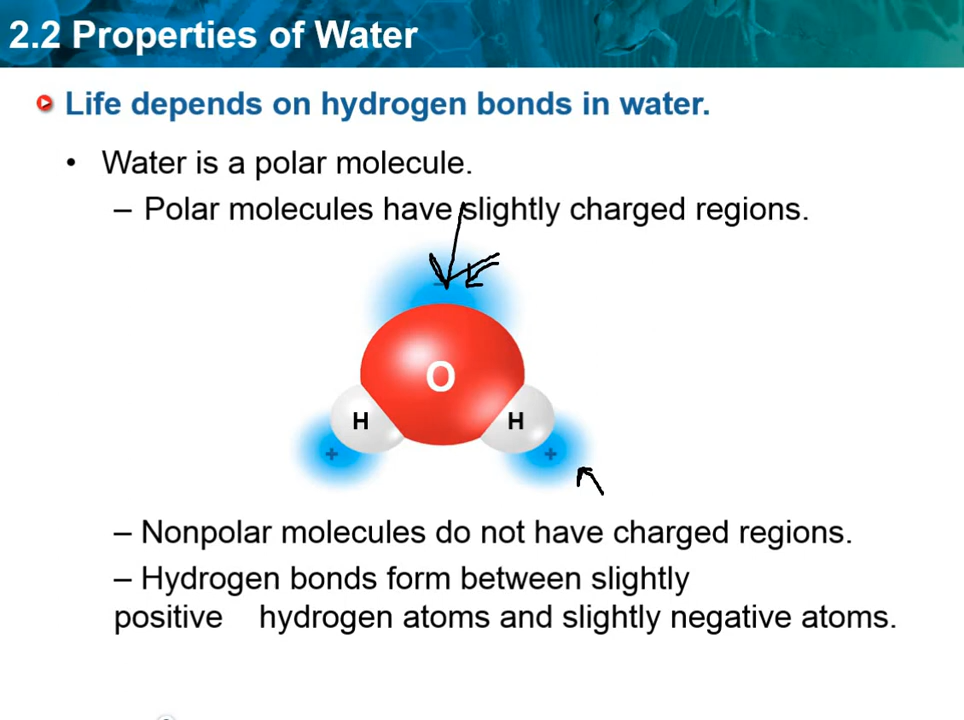 2.2 Properties of Water
Life depends on hydrogen bonds in water.
• Water is a polar molecule.
– Polar molecules have slightly charged regions.
–
O
H H
+ +
– Nonpolar molecules do not have charged regions.
– Hydrogen bonds form between slightly
positive hydrogen atoms and slightly negative atoms.